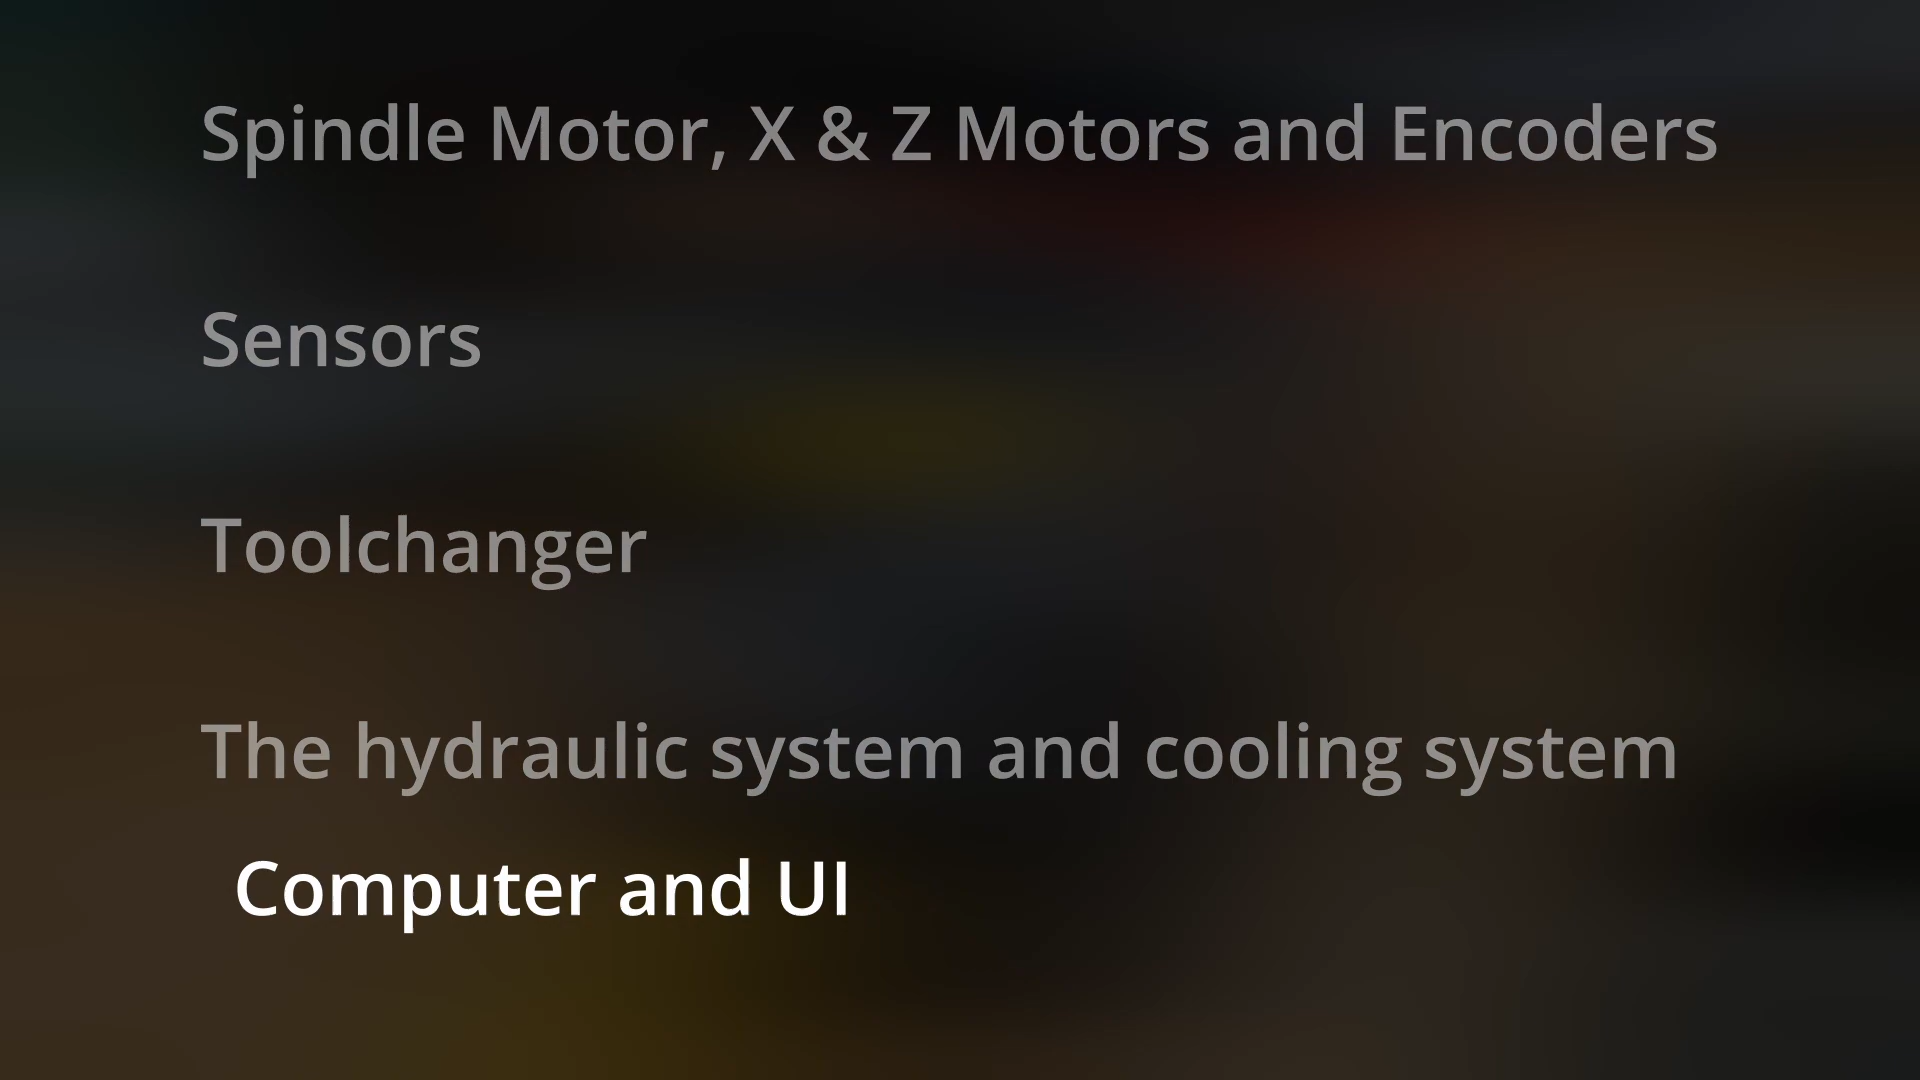 Spindle Motor, X & Z Motors and Encoders
Sensors
Toolchanger
The hydraulic system and cooling system
Computer and UI